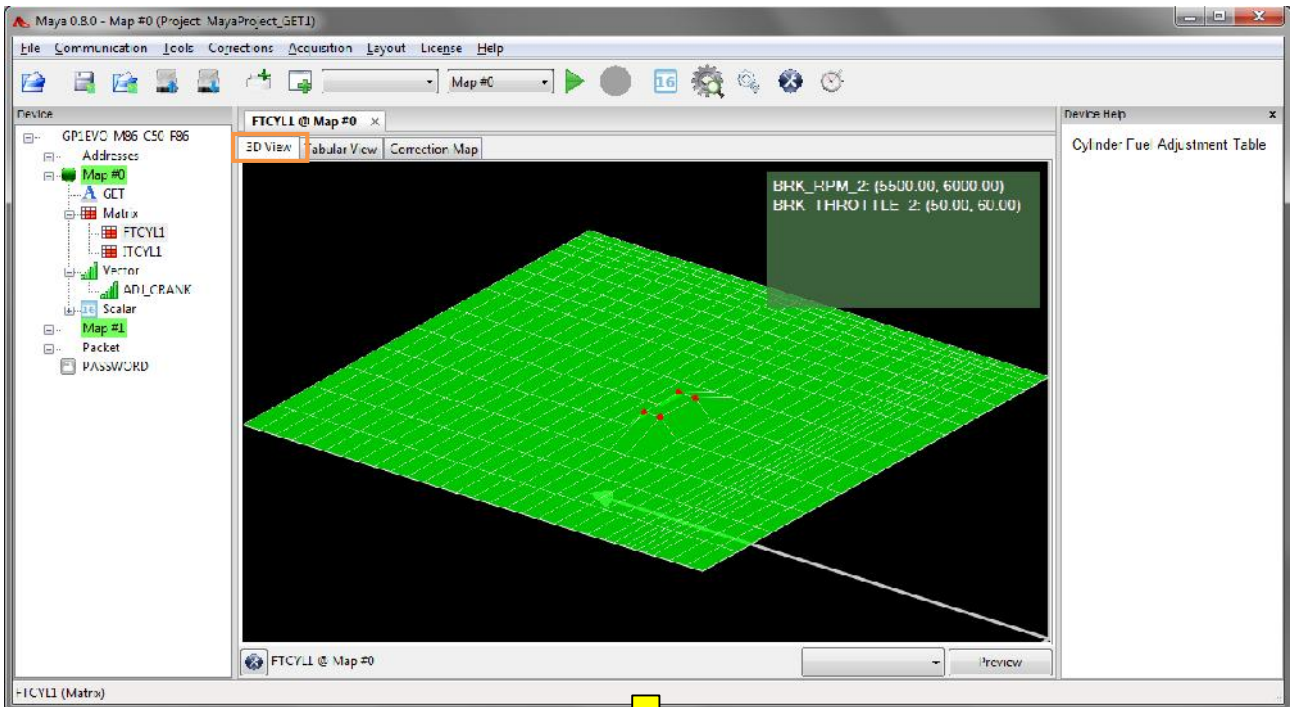 Maya 0.8.0 - Map #0 (Project: MayaProject_GET1)
File Communication Tools Corrections Acquisition Layout License Help
Map #0
16
Device
FTCYL1 @ Map #0 x
Device Help x
GP1EVO M86 C50 F86
3D View Tabular View Correction Map
Cylinder Fuel Adjustment Table
Addresses
Map #0
BRK_RPM_2: (5500.00, 6000.00)
A GET
BRK_THROTTLE_2: (50.00, 60.00)
Matrix
FTCYL1
ITCYL1
Vector
ADJ_CRANK
16 Scalar
Map #1
Packet
PASSWORD
FTCYL1 @ Map #0
Preview
FTCYL1 (Matrix)